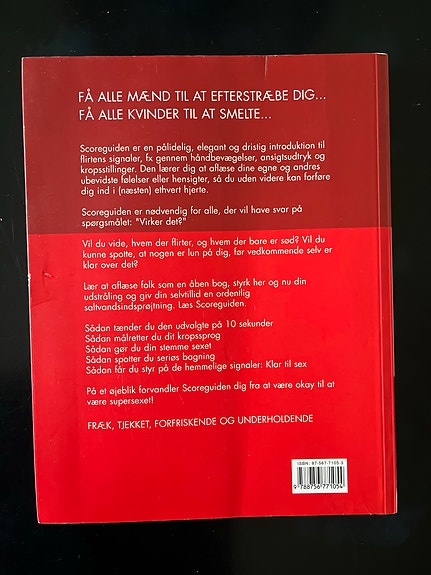 FÅ ALLE MÆND TIL AT EFTERSTRÆBE DIG...
FÅ ALLE KVINDER TIL AT SMELTE...
Scoreguiden er en pålidelig, elegant og dristig introduktion til
flirtens signaler, fx gennem håndbevægelser, ansigtsudtryk og
kropsstillinger. Den lærer dig at aflæse dine egne og andres
ubevidste følelser eller hensigter, så du uden videre kan forføre
dig ind i (næsten) ethvert hjerte.
Scoreguiden er nødvendig for alle, der vil have svar på
spørgsmålet: "Virker det?"
Vil du vide, hvem der flirter, og hvem der bare er sød? Vil du
kunne spotte, at nogen er lun på dig, før vedkommende selv er
klar over det?
Lær at aflæse folk som en åben bog, styrk her og nu din
udstråling og giv din selvtillid en ordentlig
saltvandsindsprøjtning. Læs Scoreguiden.
Sådan tænder du den udvalgte på 10 sekunder
Sådan målretter du dit kropssprog
Sådan gør du din stemme sexet
Sådan spotter du seriøs bagning
Sådan får du styr på de hemmelige signaler: Klar til sex
På et øjeblik forvandler Scoreguiden dig fra at være okay til at
være supersexet!
FRÆK, TJEKKET, FORFRISKENDE OG UNDERHOLDENDE
ISBN: 87-567-7105-3
9 788756 771054